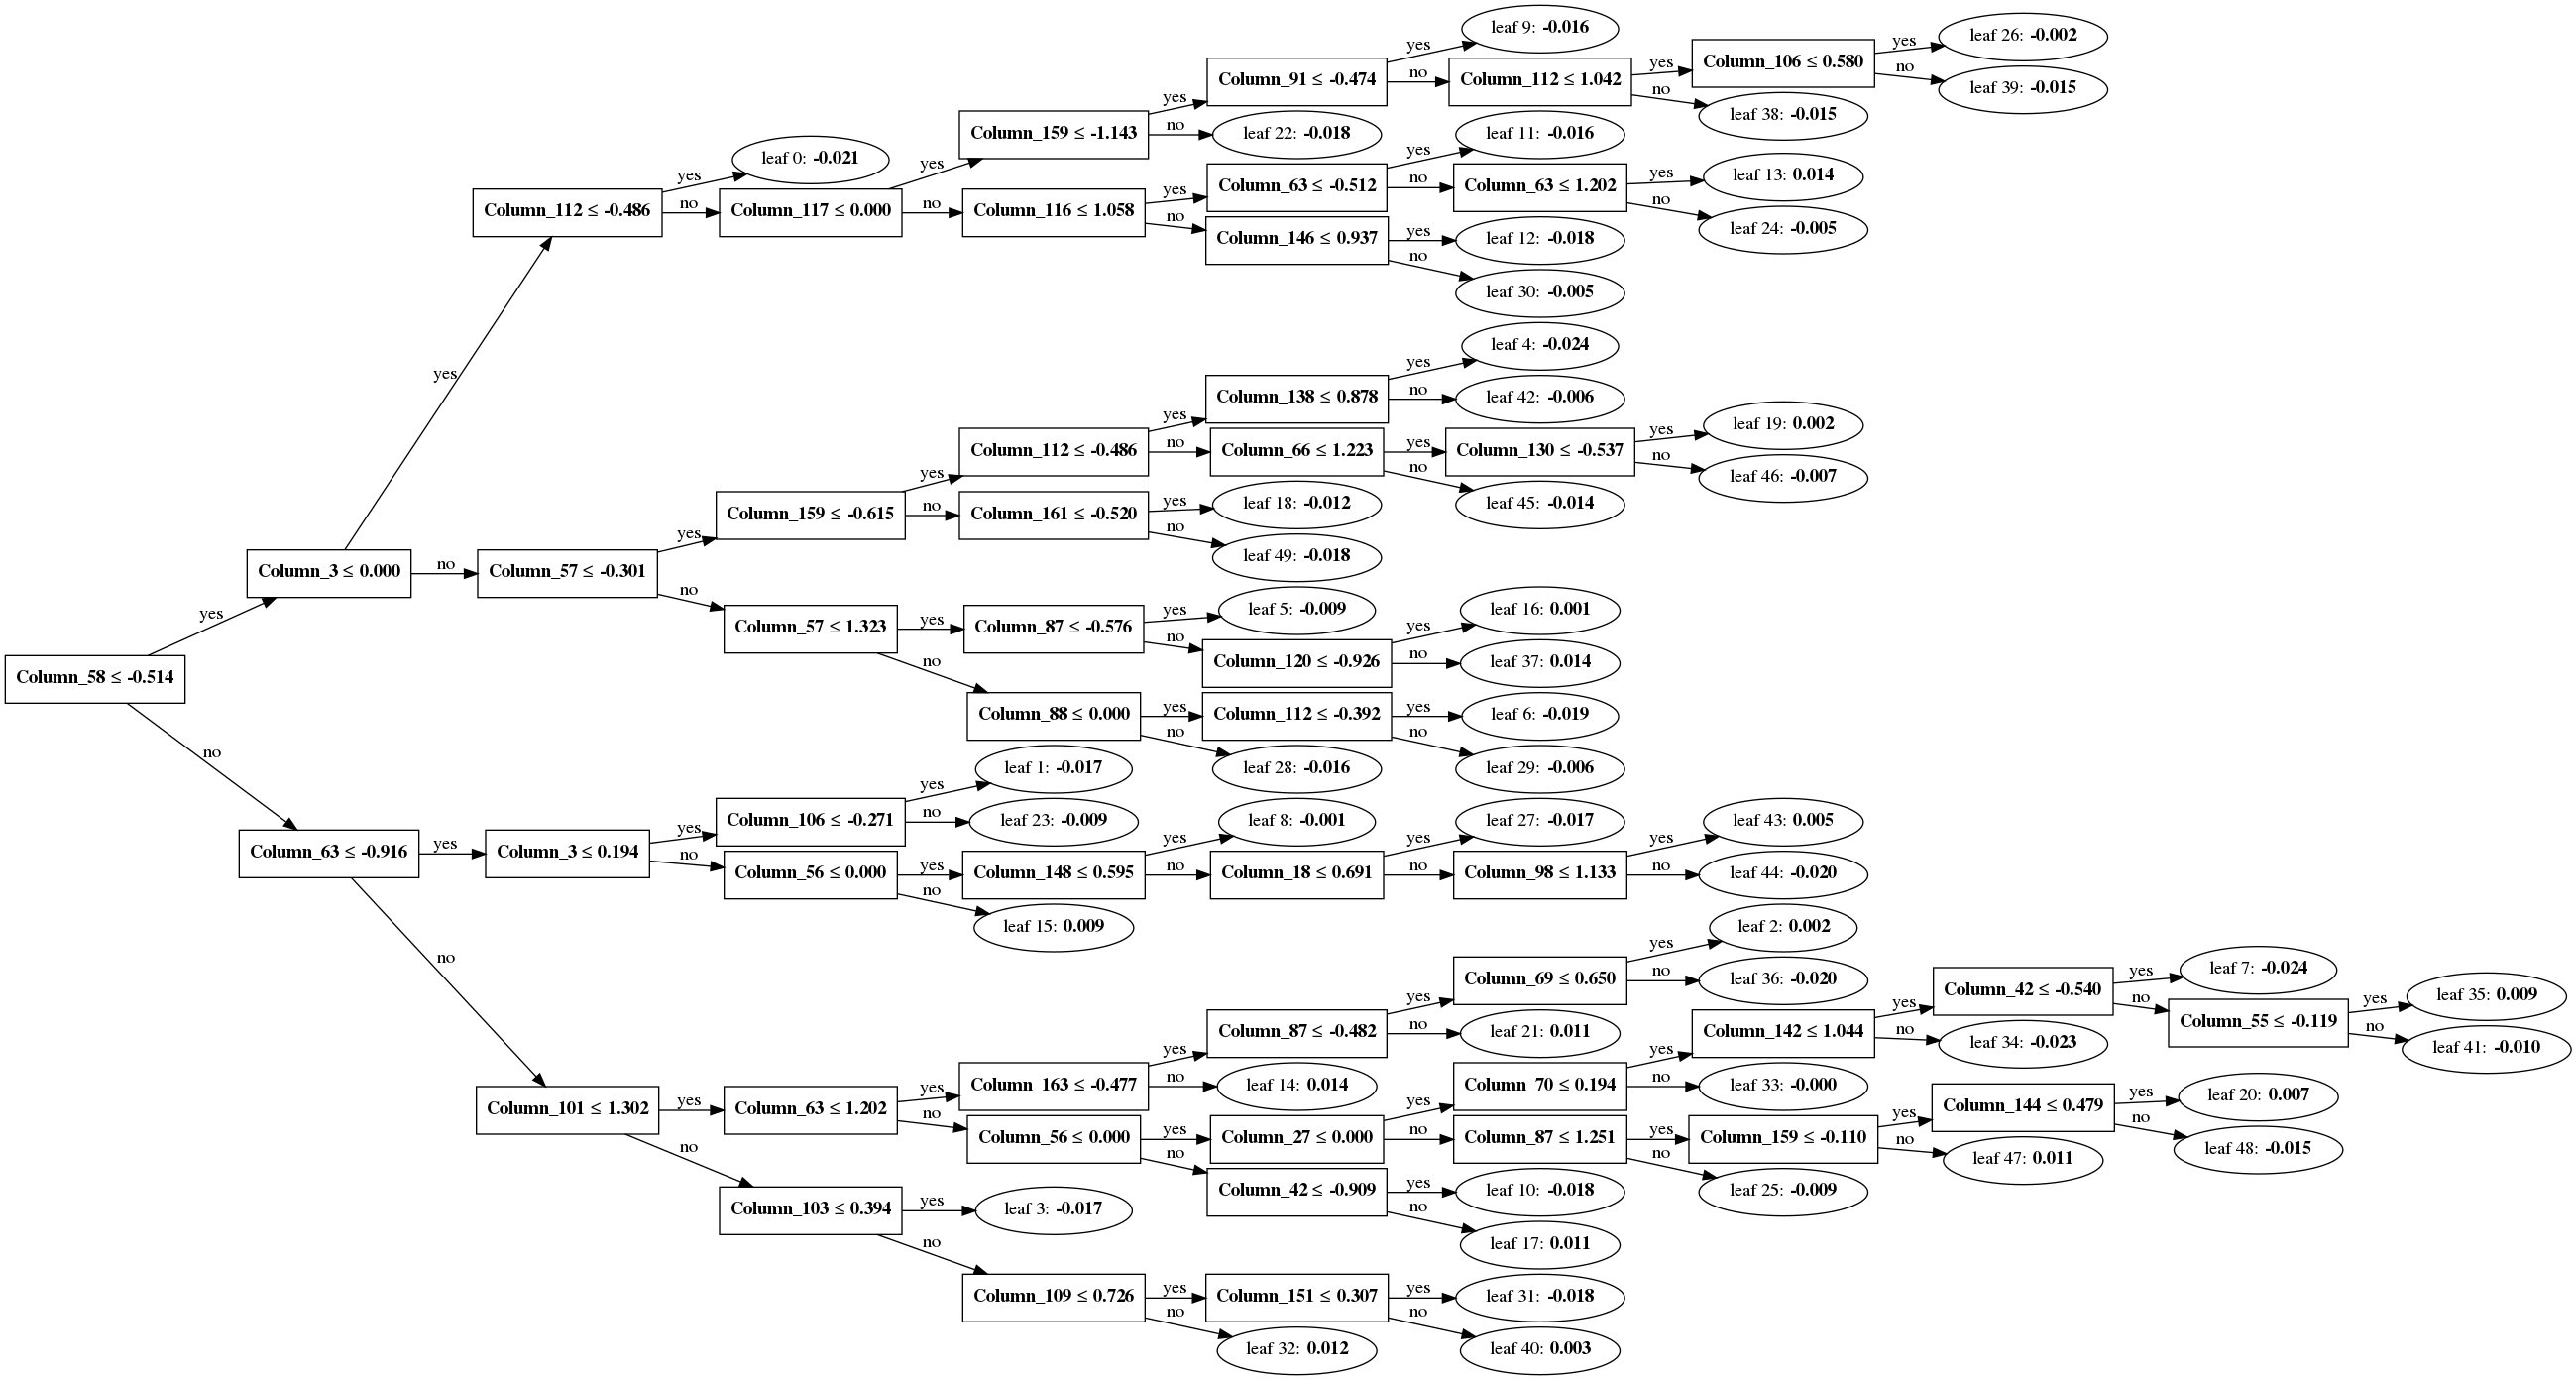 leaf 9: -0.016
yes
leaf 26: -0.002
yes
Column_91 ≤ -0.474
no
Column_112 ≤ 1.042
yes
Column_106 ≤ 0.580
no
leaf 39: -0.015
yes
no
leaf 38: -0.015
Column_159 ≤ -1.143
no
leaf 22: -0.018
leaf 11: -0.016
leaf 0: -0.021
yes
yes
yes
leaf 13: 0.014
yes
Column_63 ≤ -0.512
no
Column_63 ≤ 1.202
no
leaf 24: -0.005
Column_112 ≤ -0.486
no
Column_117 ≤ 0.000
no
Column_116 ≤ 1.058
yes
no
Column_146 ≤ 0.937
yes
leaf 12: -0.018
no
leaf 30: -0.005
yes
leaf 4: -0.024
yes
Column_138 ≤ 0.878
no
leaf 42: -0.006
yes
Column_112 ≤ -0.486
no
Column_66 ≤ 1.223
yes
Column_130 ≤ -0.537
yes
leaf 19: 0.002
no
leaf 46: -0.007
no
leaf 45: -0.014
yes
Column_159 ≤ -0.615
no
Column_161 ≤ -0.520
yes
leaf 18: -0.012
no
leaf 49: -0.018
yes
Column_3 ≤ 0.000
no
Column_57 ≤ -0.301
no
Column_57 ≤ 1.323
yes
Column_87 ≤ -0.576
yes
leaf 5: -0.009
no
Column_120 ≤ -0.926
yes
leaf 16: 0.001
no
leaf 37: 0.014
no
Column_88 ≤ 0.000
yes
Column_112 ≤ -0.392
yes
leaf 6: -0.019
no
leaf 29: -0.006
no
leaf 28: -0.016
yes
Column_58 ≤ -0.514
no
Column_63 ≤ -0.916
yes
Column_3 ≤ 0.194
yes
Column_106 ≤ -0.271
yes
leaf 1: -0.017
no
leaf 23: -0.009
no
Column_56 ≤ 0.000
yes
Column_148 ≤ 0.595
yes
leaf 8: -0.001
no
Column_18 ≤ 0.691
yes
leaf 27: -0.017
no
Column_98 ≤ 1.133
yes
leaf 43: 0.005
no
leaf 44: -0.020
no
leaf 15: 0.009
no
Column_101 ≤ 1.302
yes
Column_63 ≤ 1.202
yes
Column_163 ≤ -0.477
yes
Column_87 ≤ -0.482
yes
Column_69 ≤ 0.650
yes
leaf 2: 0.002
no
leaf 36: -0.020
no
leaf 21: 0.011
no
leaf 14: 0.014
no
Column_56 ≤ 0.000
yes
Column_27 ≤ 0.000
yes
Column_70 ≤ 0.194
yes
Column_142 ≤ 1.044
yes
Column_42 ≤ -0.540
yes
leaf 7: -0.024
no
Column_55 ≤ -0.119
yes
leaf 35: 0.009
no
leaf 41: -0.010
no
leaf 34: -0.023
no
leaf 33: -0.000
no
Column_87 ≤ 1.251
yes
Column_159 ≤ -0.110
yes
Column_144 ≤ 0.479
yes
leaf 20: 0.007
no
leaf 48: -0.015
no
leaf 47: 0.011
no
leaf 25: -0.009
no
Column_42 ≤ -0.909
yes
leaf 10: -0.018
no
leaf 17: 0.011
no
Column_103 ≤ 0.394
yes
leaf 3: -0.017
no
Column_109 ≤ 0.726
yes
Column_151 ≤ 0.307
yes
leaf 31: -0.018
no
leaf 40: 0.003
no
leaf 32: 0.012